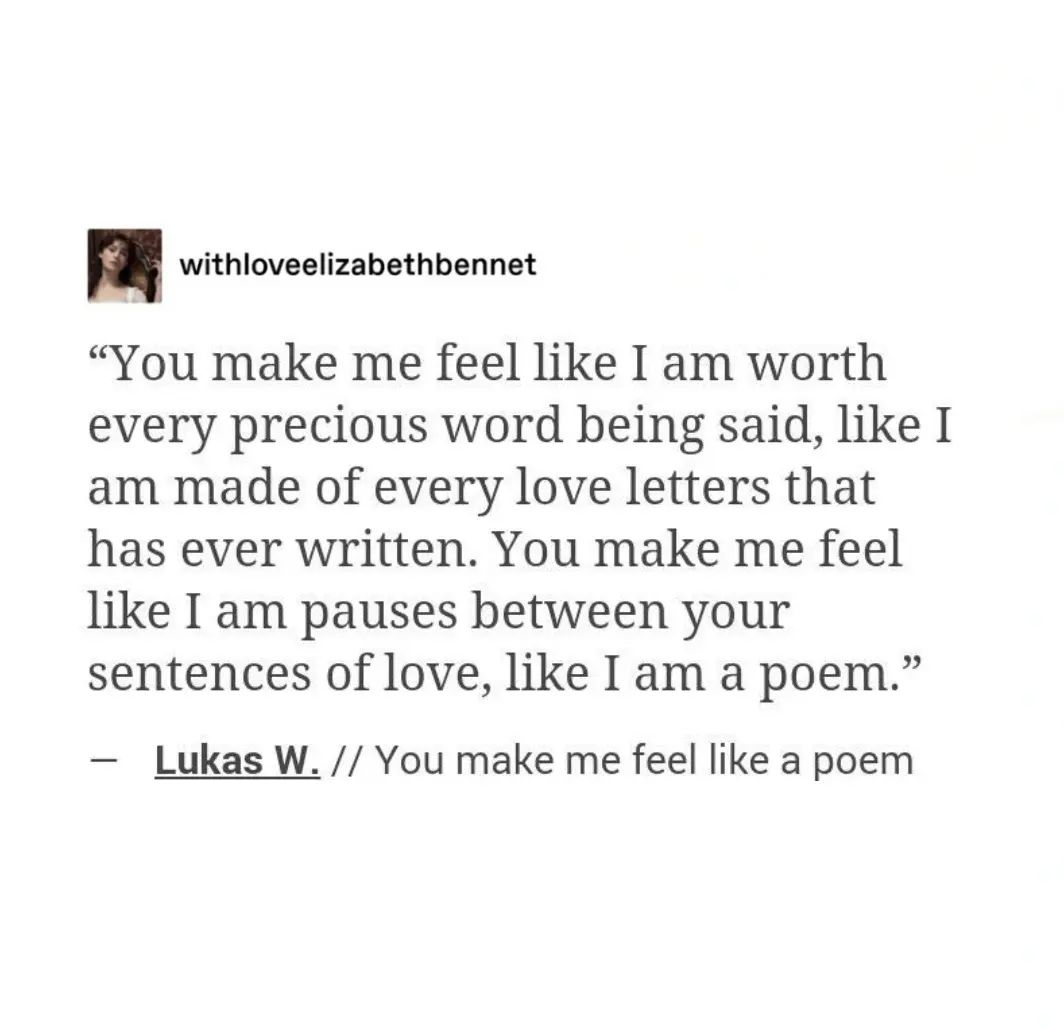 withloveelizabethbennet
“You make me feel like I am worth
every precious word being said, like I
am made of every love letters that
has ever written. You make me feel
like I am pauses between your
sentences of love, like I am a poem.”
— Lukas W. // You make me feel like a poem